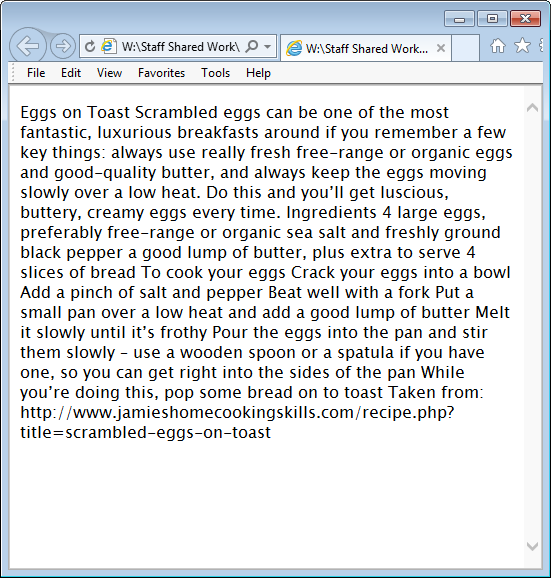 W:\Staff Shared Work\
W:\Staff Shared Work...
File Edit View Favorites Tools Help
Eggs on Toast Scrambled eggs can be one of the most
fantastic, luxurious breakfasts around if you remember a few
key things: always use really fresh free-range or organic eggs
and good-quality butter, and always keep the eggs moving
slowly over a low heat. Do this and you’ll get luscious,
buttery, creamy eggs every time. Ingredients 4 large eggs,
preferably free-range or organic sea salt and freshly ground
black pepper a good lump of butter, plus extra to serve 4
slices of bread To cook your eggs Crack your eggs into a bowl
Add a pinch of salt and pepper Beat well with a fork Put a
small pan over a low heat and add a good lump of butter Melt
it slowly until it’s frothy Pour the eggs into the pan and stir
them slowly – use a wooden spoon or a spatula if you have
one, so you can get right into the sides of the pan While
you’re doing this, pop some bread on to toast Taken from:
http://www.jamieshomecookingskills.com/recipe.php?
title=scrambled-eggs-on-toast